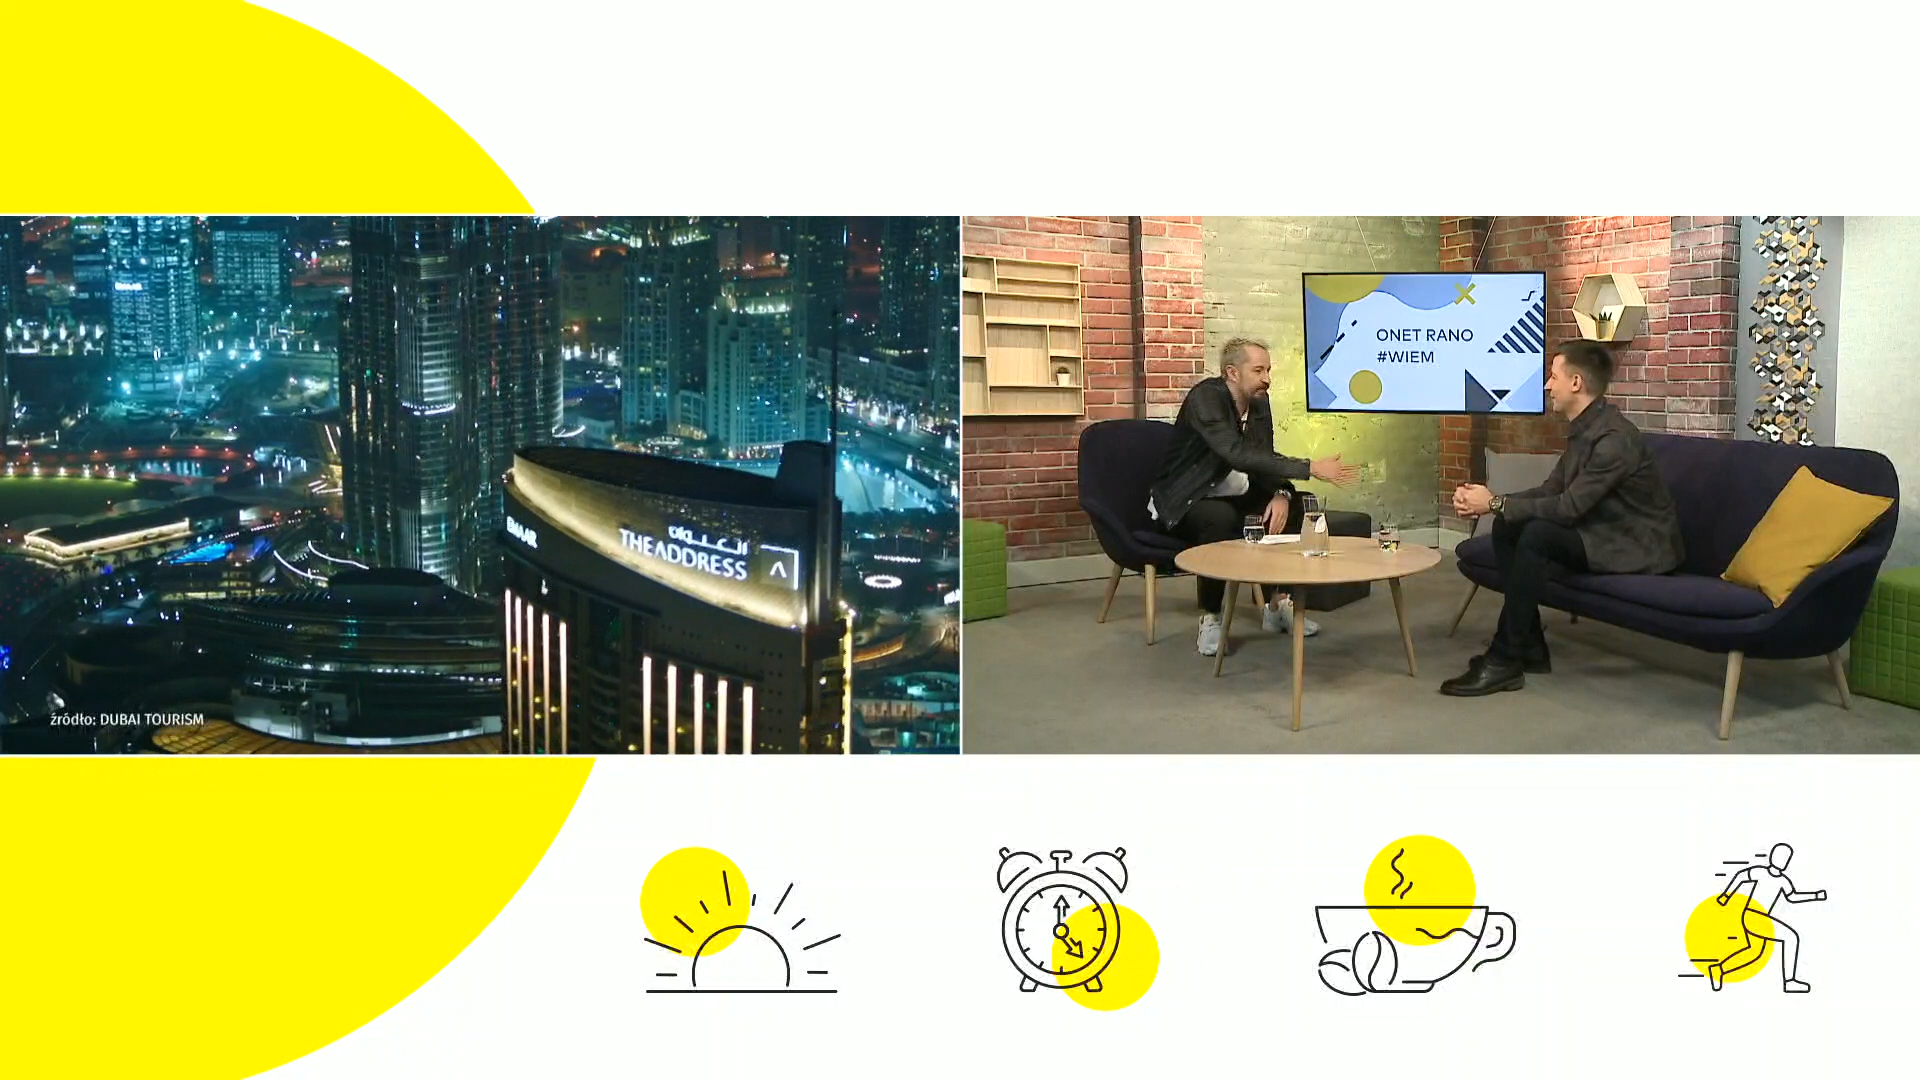 EMAAR
العنوان
THE ADDRESS
źródło: DUBAI TOURISM
ONET RANO
#WIEM